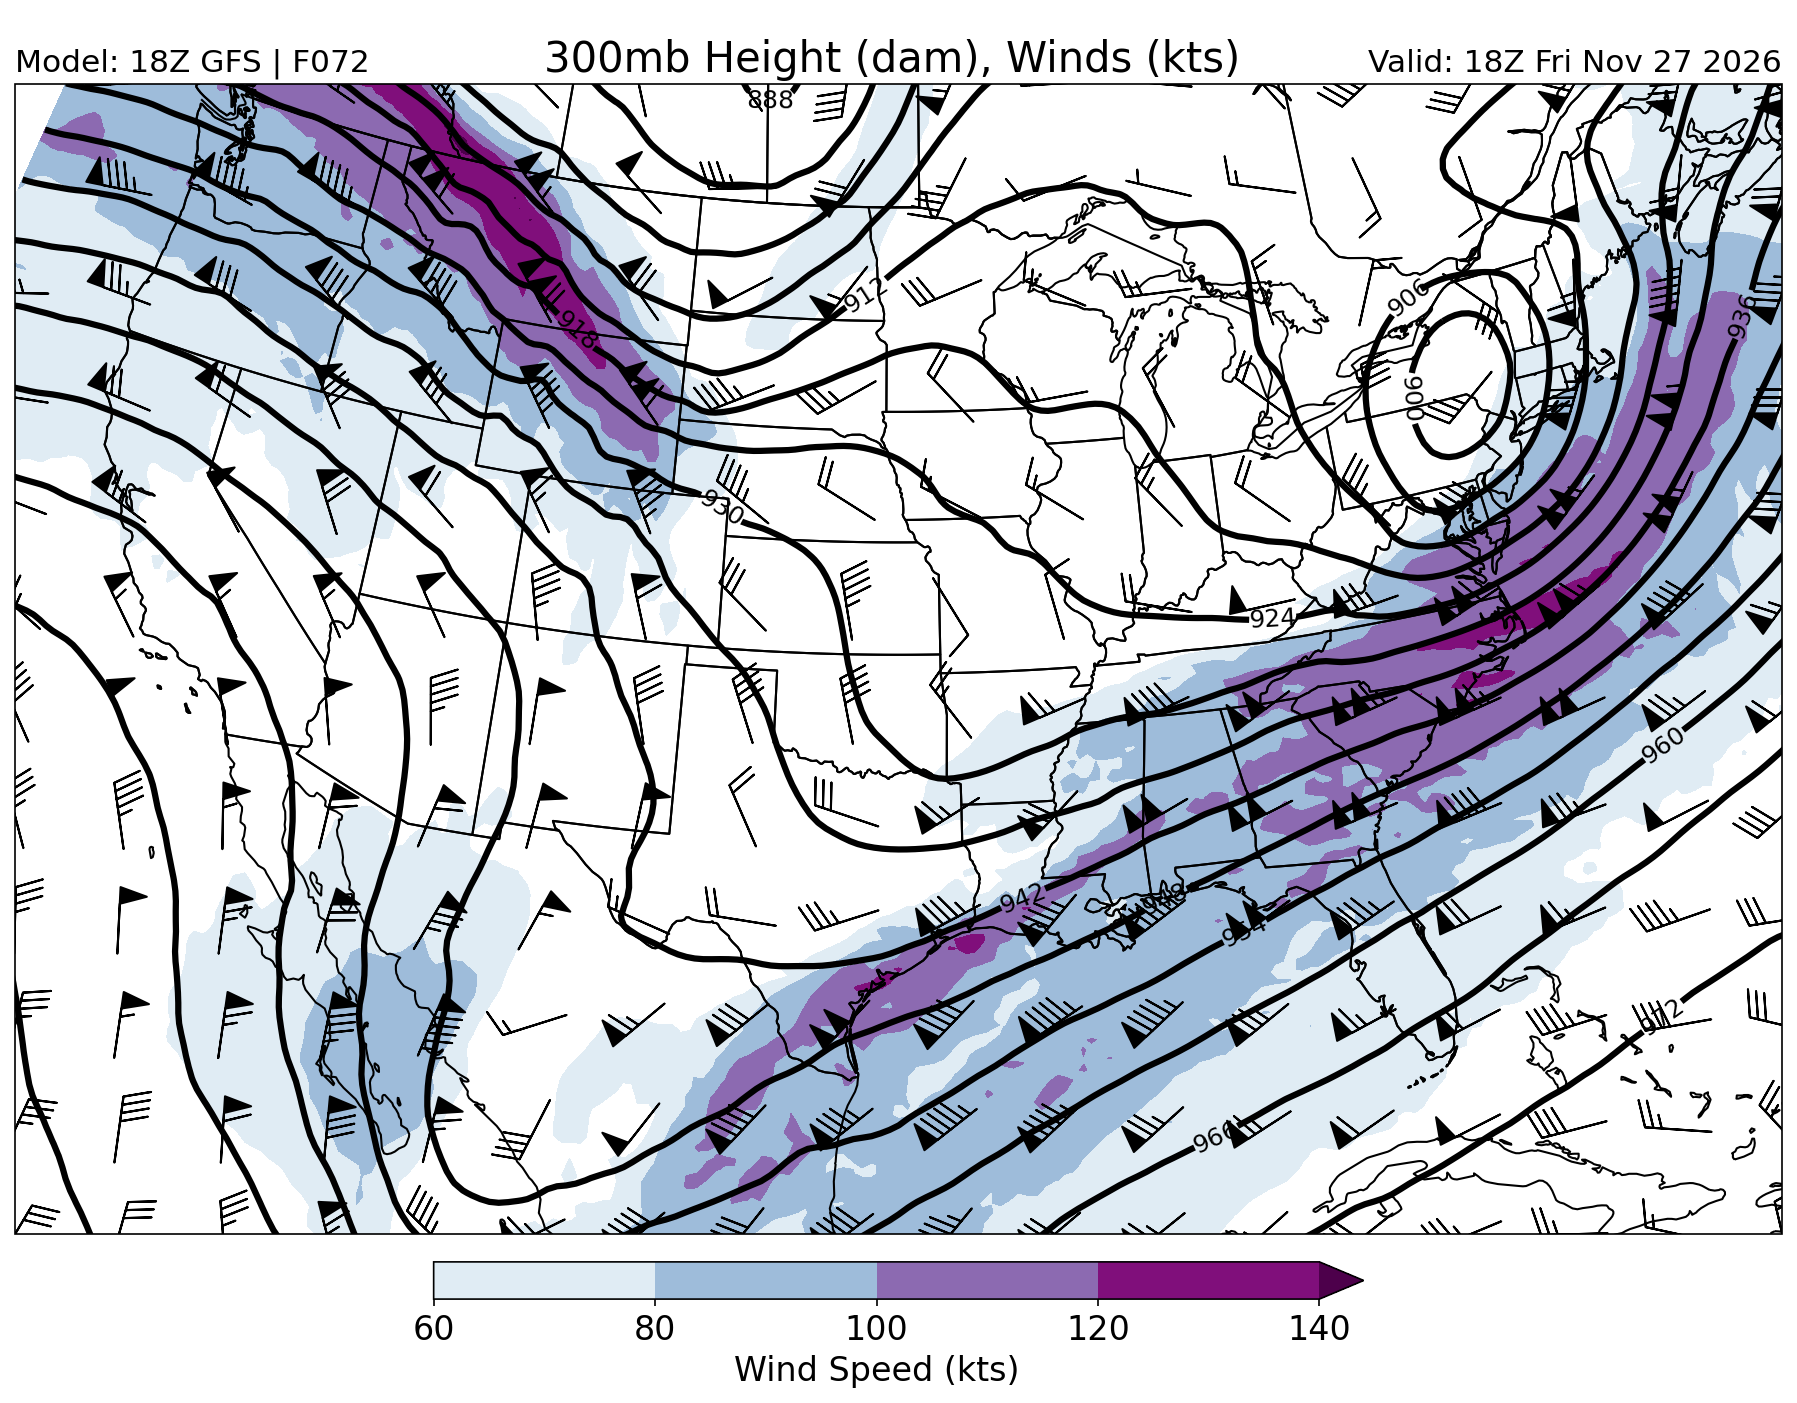 Model: 18Z GFS | F072
300mb Height (dam), Winds (kts)
Valid: 18Z Fri Nov 27 2026
888
912
906
936
918
900
930
924
960
942
948
954
972
966
60 80 100 120 140
Wind Speed (kts)